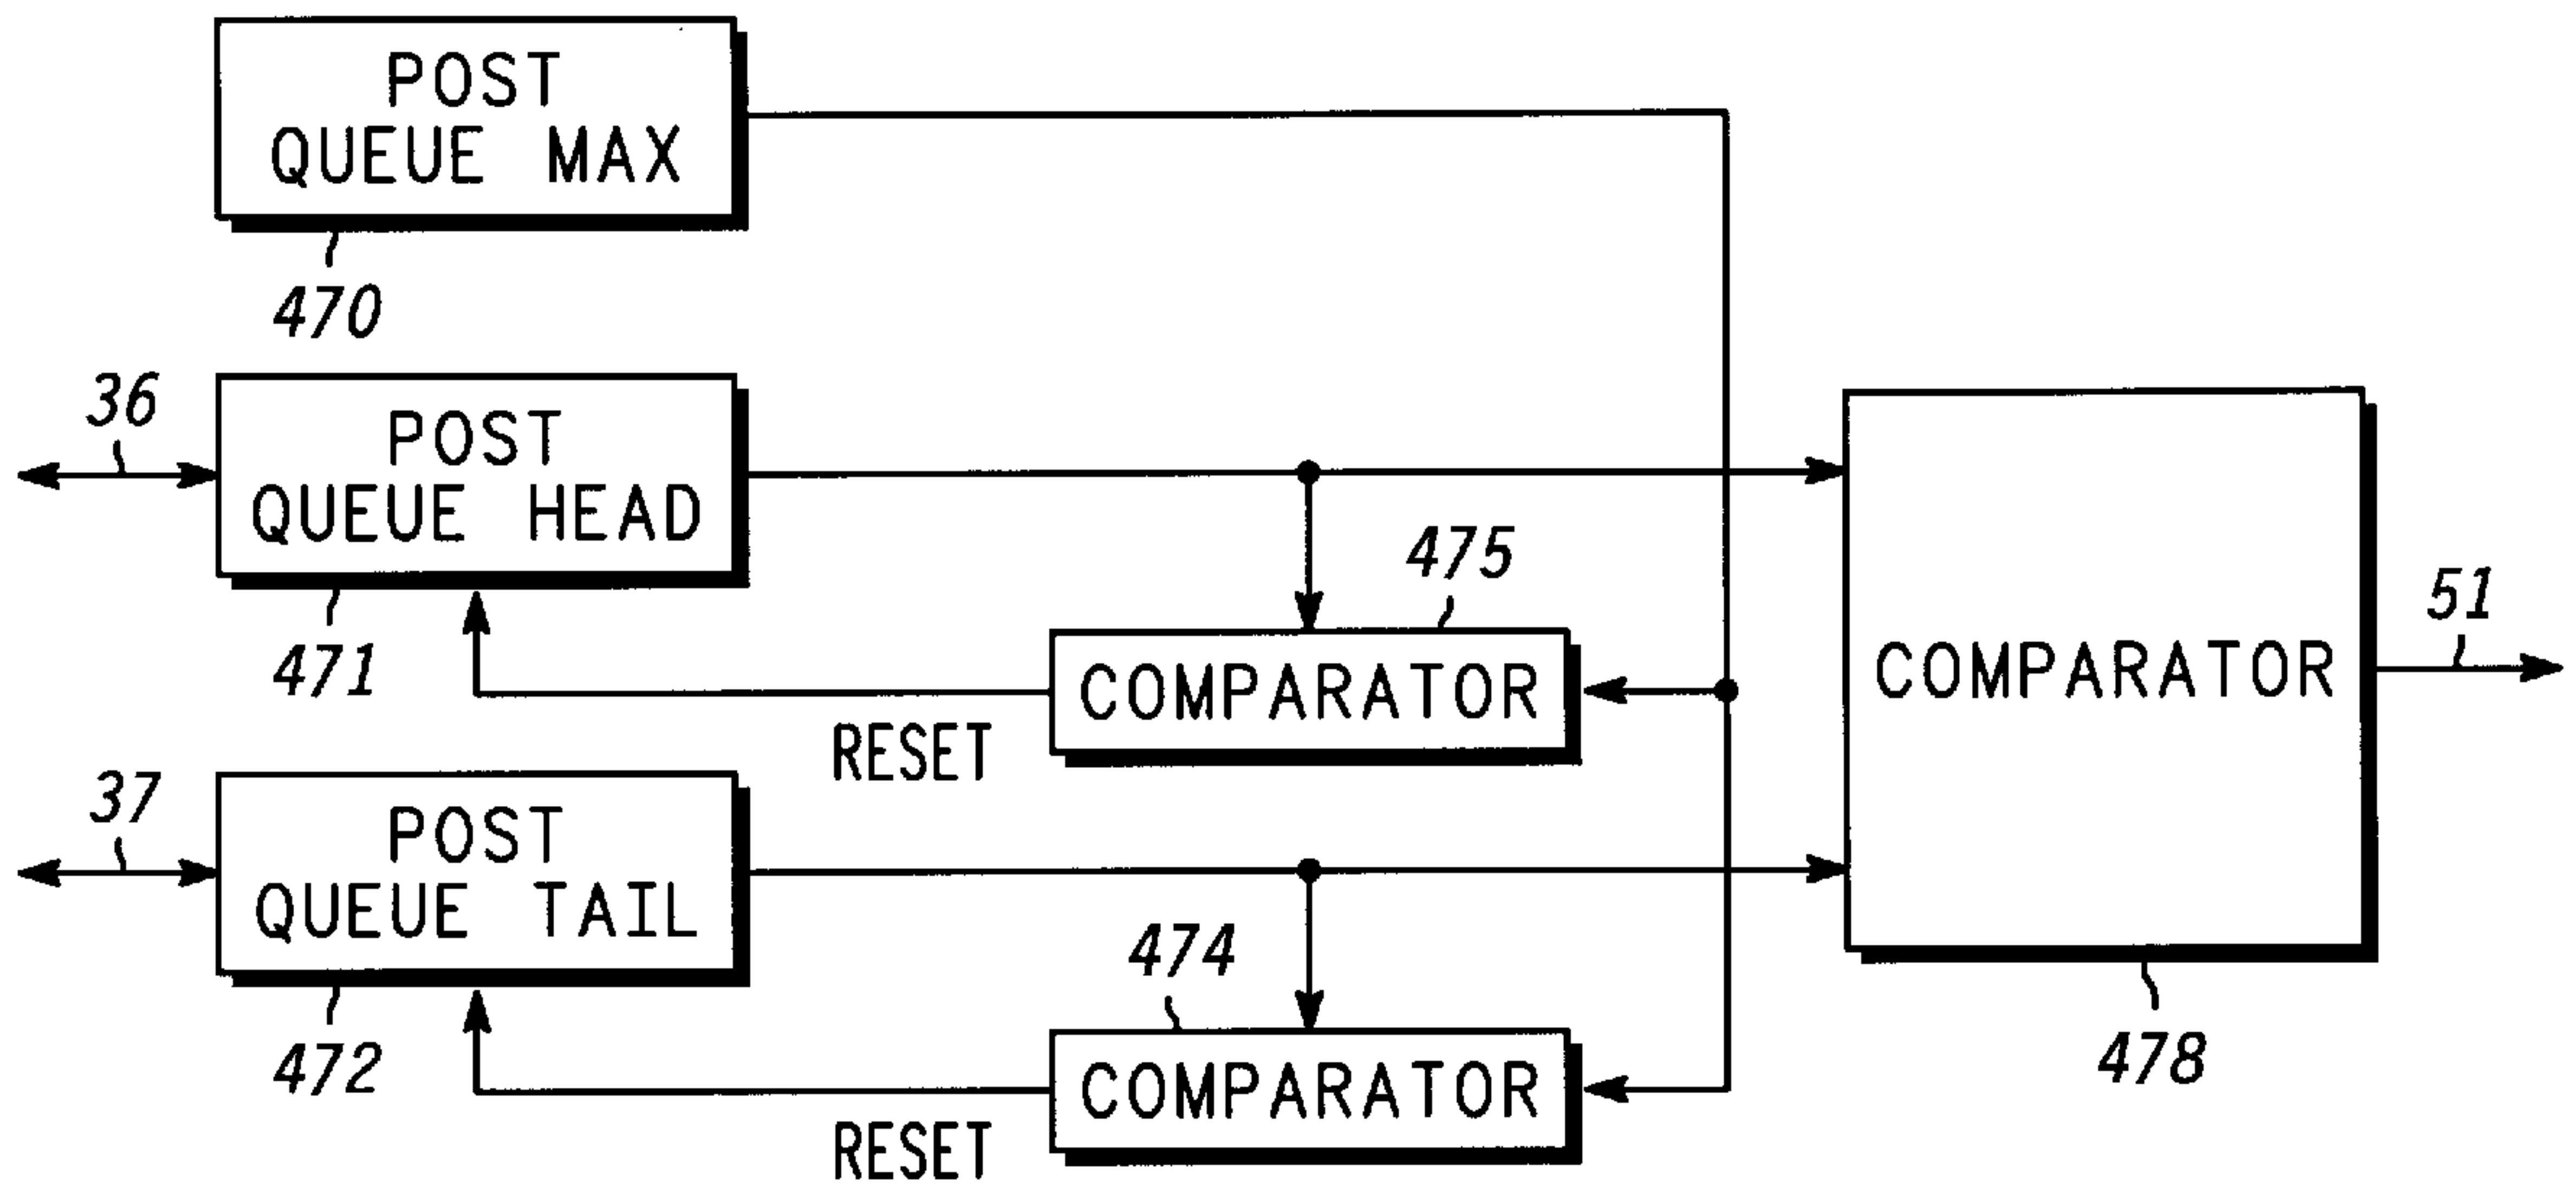 POST
QUEUE MAX
470
36
POST
QUEUE HEAD
471
475
COMPARATOR
RESET
COMPARATOR
51
478
37
POST
QUEUE TAIL
472
474
COMPARATOR
RESET